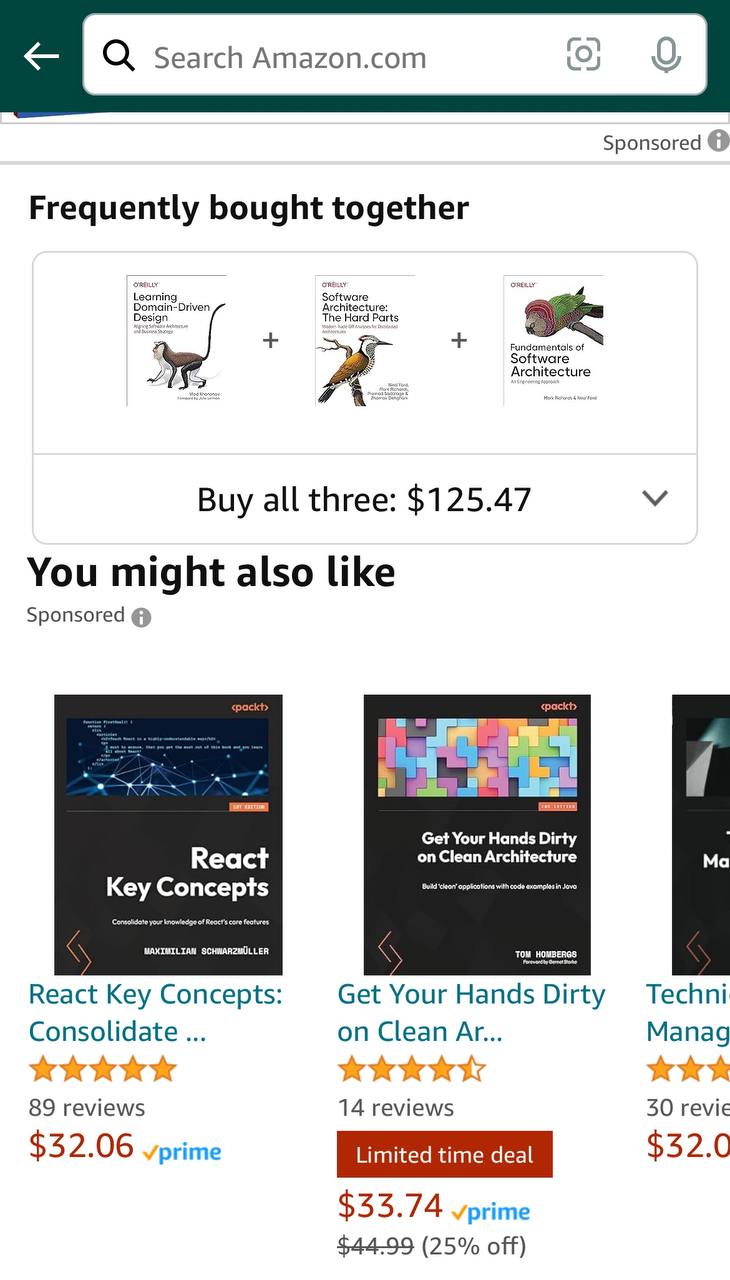 Search Amazon.com
Sponsored
Frequently bought together
O'REILLY
Learning
Domain-Driven
Design
Aligning Software Architecture
and Business Strategy
Vlad Khononov
Foreword by Julie Lerman
+
O'REILLY
Software
Architecture:
The Hard Parts
Modern Trade-Off Analyses for Distributed
Architectures
Neal Ford,
Mark Richards,
Pramod Sadalage &
Zhamak Dehghani
+
O'REILLY
Fundamentals of
Software
Architecture
An Engineering Approach
Mark Richards & Neal Ford
Buy all three: $125.47
You might also like
Sponsored
<packt>
1ST EDITION
React
Key Concepts
Consolidate your knowledge of React's core features
MAXIMILIAN SCHWARZMÜLLER
React Key Concepts:
Consolidate ...
89 reviews
$32.06 prime
<packt>
2ND EDITION
Get Your Hands Dirty
on Clean Architecture
Build 'clean' applications with code examples in Java
TOM HOMBERGS
Foreword by Gernot Starke
Get Your Hands Dirty
on Clean Ar...
14 reviews
Limited time deal
$33.74 prime
$44.99 (25% off)
Ma
Techni
Manag
30 revie
$32.0